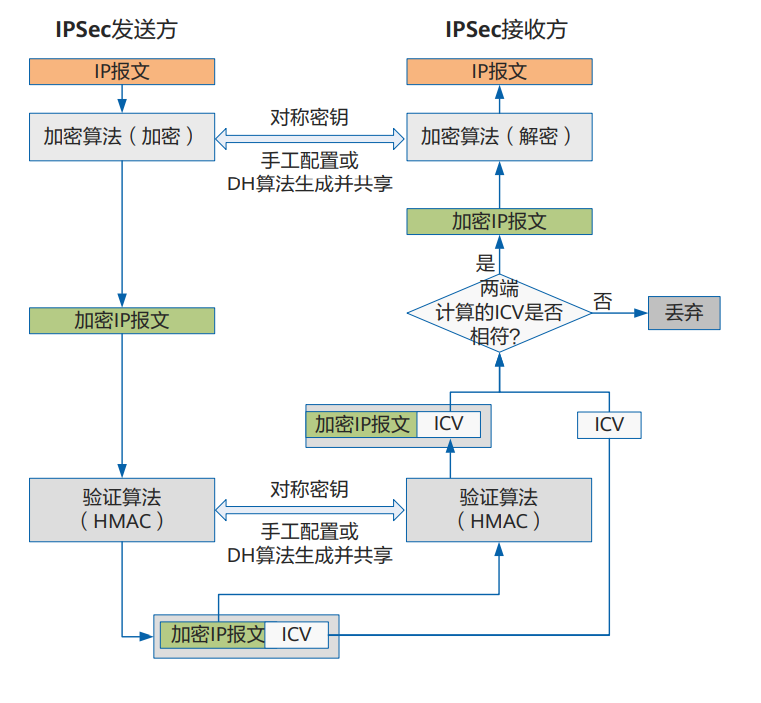 IPSec发送方
IPSec接收方
IP报文
IP报文
加密算法（加密）
对称密钥
加密算法（解密）
手工配置或
DH算法生成并共享
加密IP报文
是
两端
计算的ICV是否
相符?
否
丢弃
加密IP报文
加密IP报文
ICV
ICV
验证算法
（HMAC）
对称密钥
手工配置或
DH算法生成并共享
验证算法
（HMAC）
加密IP报文
ICV